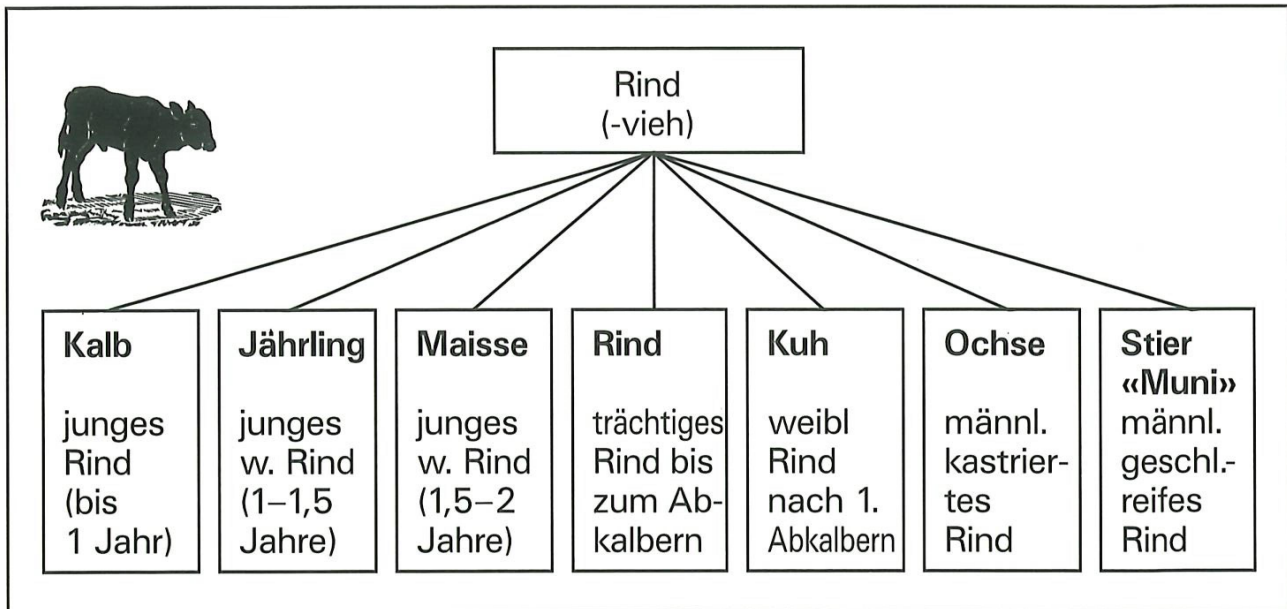 Rind
(-vieh)
Kalb
junges
Rind
(bis
1 Jahr)
Jährling
junges
w. Rind
(1–1,5
Jahre)
Maisse
junges
w. Rind
(1,5–2
Jahre)
Rind
trächtiges
Rind bis
zum Ab-
kalbern
Kuh
weibl
Rind
nach 1.
Abkalbern
Ochse
männl.
kastrier-
tes
Rind
Stier
«Muni»
männl.
geschl.-
reifes
Rind